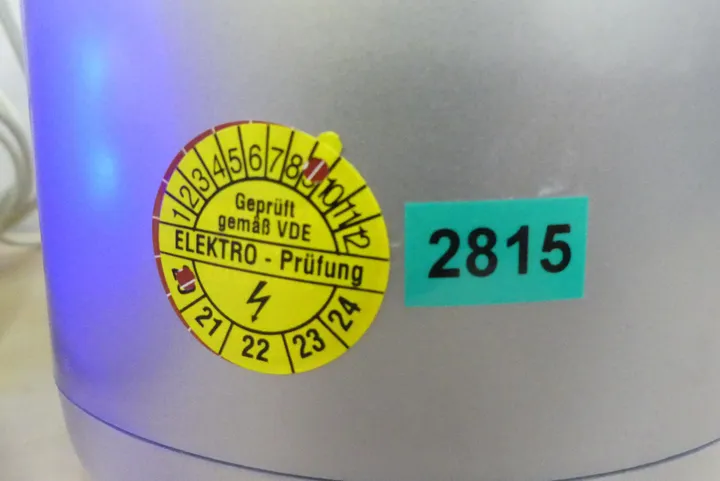 1 2 3 4 5 6 7 8 9 10 11 12
Geprüft
gemäß VDE
ELEKTRO - Prüfung
20 21 22 23 24
2815